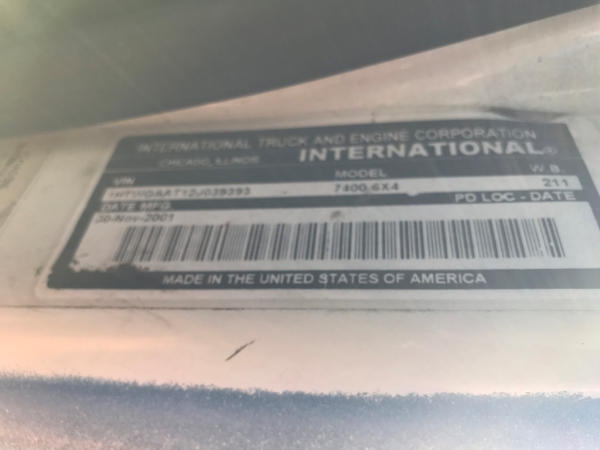 INTERNATIONAL TRUCK AND ENGINE CORPORATION
CHICAGO, ILLINOIS
INTERNATIONAL®
VIN MODEL W.B.
7400 6X4 211
DATE MFG. PD LOC - DATE
30-Nov-2001
MADE IN THE UNITED STATES OF AMERICA